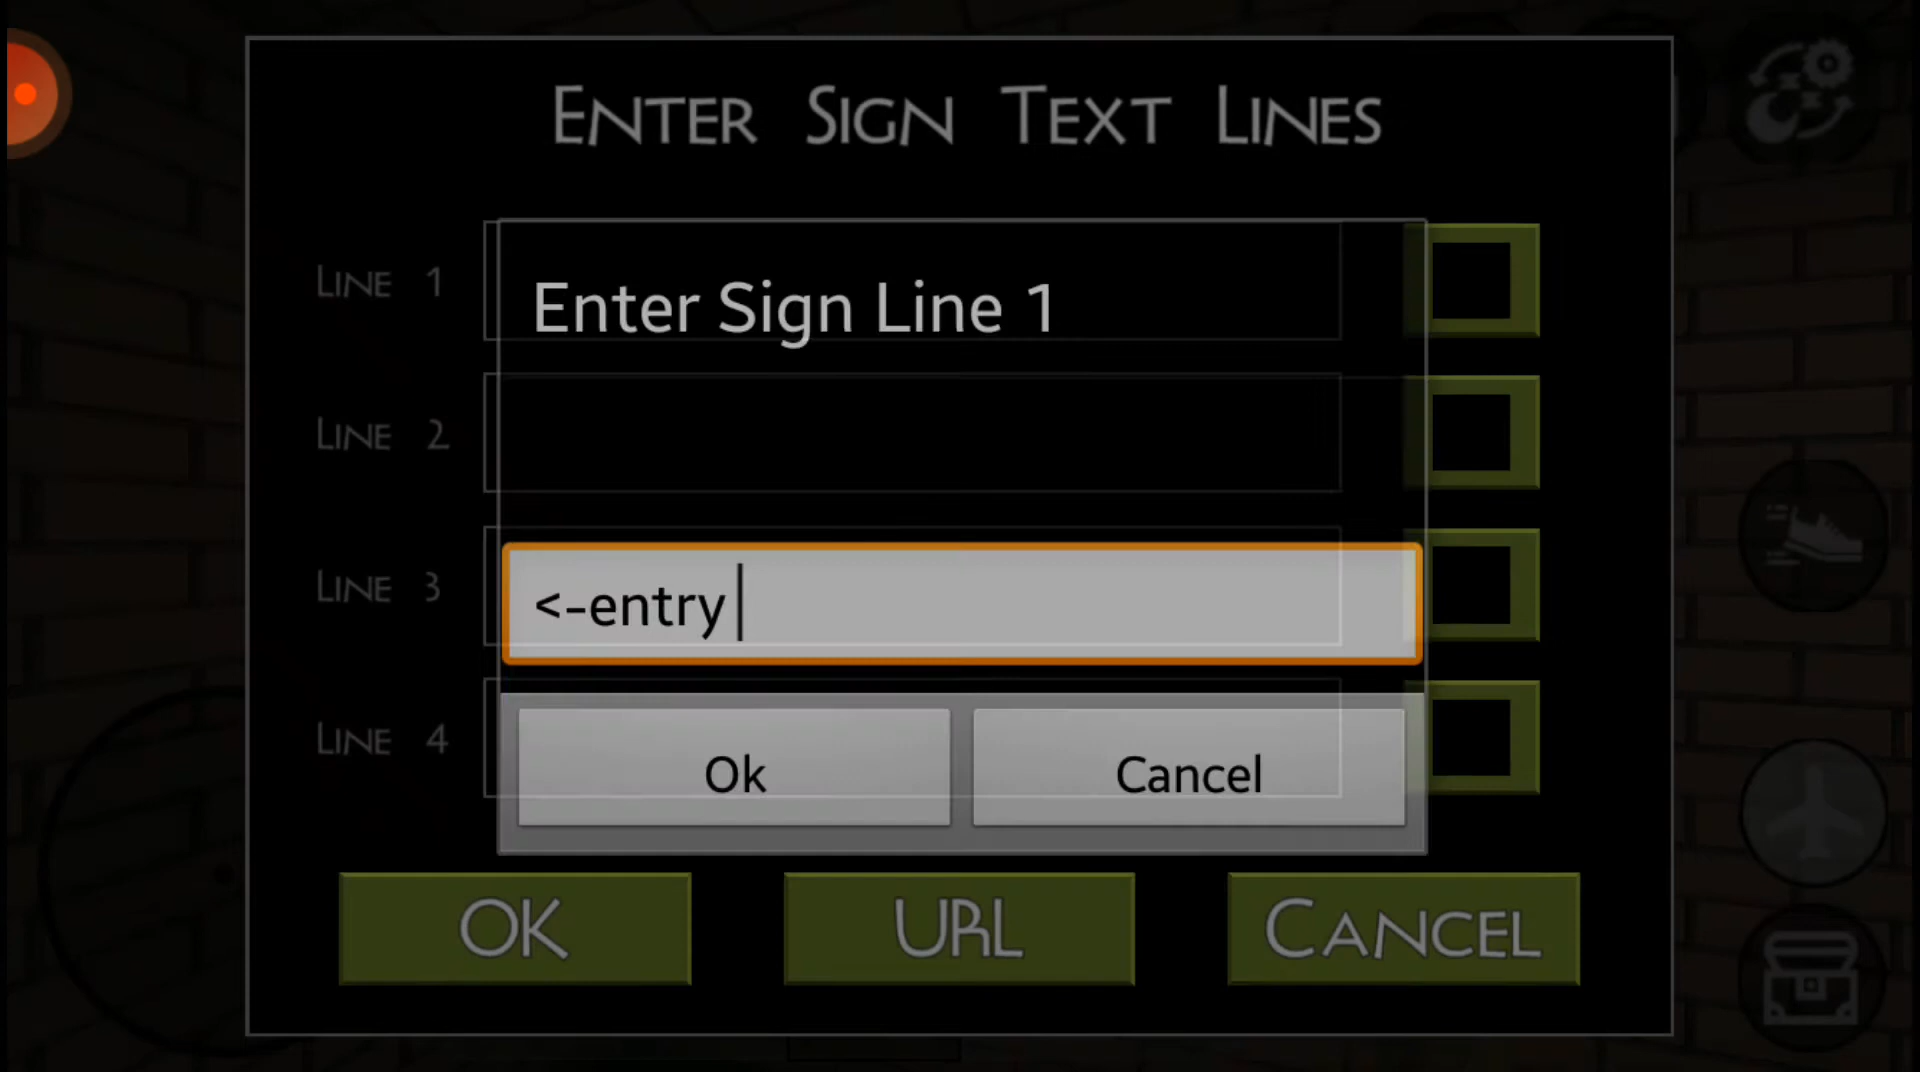 Enter Sign Text Lines
Line 1
Enter Sign Line 1
Line 2
Line 3
<-entry
Line 4
Ok Cancel
OK URL Cancel